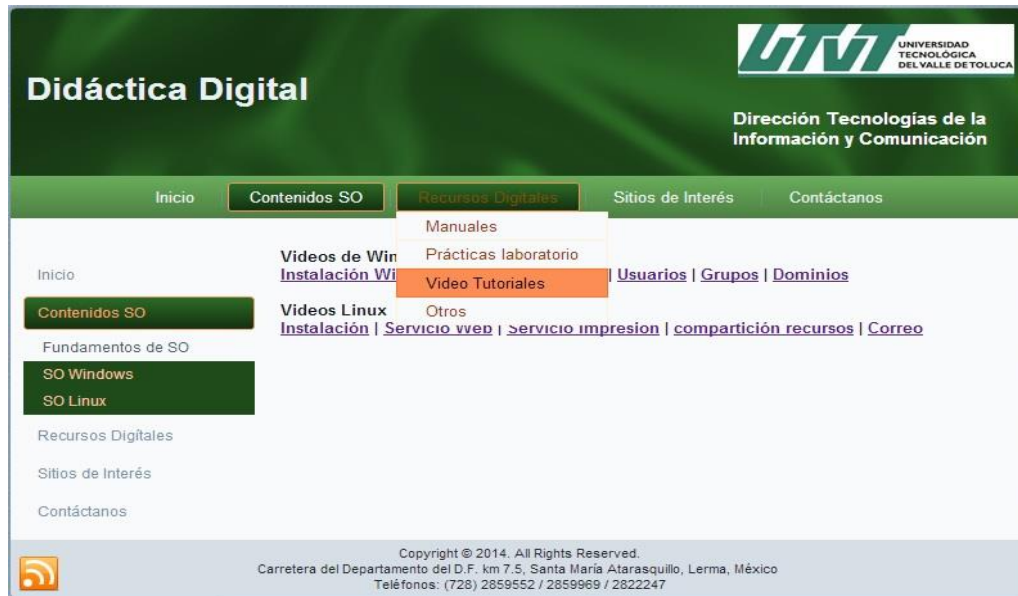 UTVT
UNIVERSIDAD
TECNOLÓGICA
DEL VALLE DE TOLUCA
Didáctica Digital
Dirección Tecnologías de la
Información y Comunicación
Inicio Contenidos SO Recursos Digitales Sitios de Interés Contáctanos
Manuales
Prácticas laboratorio
Video Tutoriales
Otros
Inicio
Contenidos SO
Fundamentos de SO
SO Windows
SO Linux
Recursos Digítales
Sitios de Interés
Contáctanos
Videos de Win
Instalación Wi | Usuarios | Grupos | Dominios
Videos Linux
Instalación | Servicio Web | Servicio Impresion | compartición recursos | Correo
Copyright © 2014. All Rights Reserved.
Carretera del Departamento del D.F. km 7.5, Santa María Atarasquillo, Lerma, México
Teléfonos: (728) 2859552 / 2859969 / 2822247